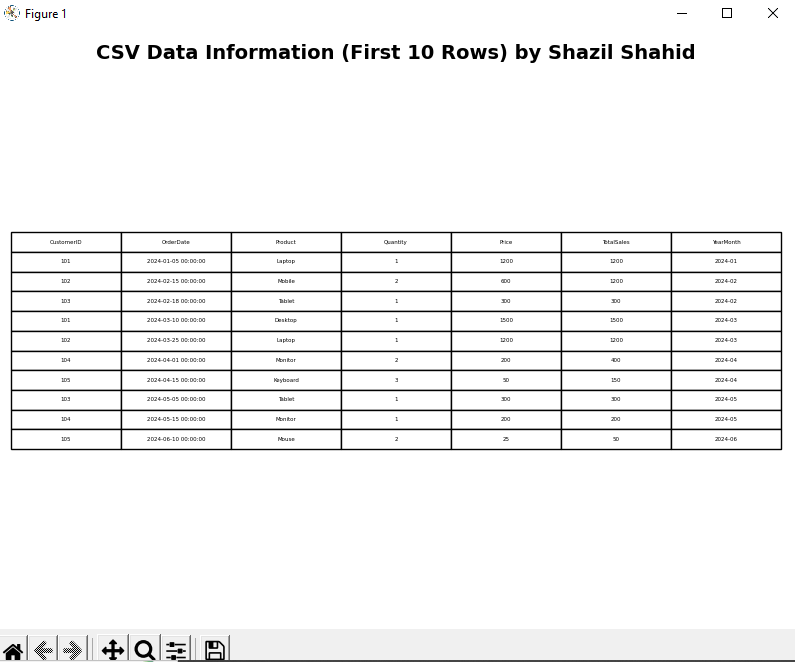 Figure 1
CSV Data Information (First 10 Rows) by Shazil Shahid
CustomerID OrderDate Product Quantity Price TotalSales YearMonth
101 2024-01-05 00:00:00 Laptop 1 1200 1200 2024-01
102 2024-02-15 00:00:00 Mobile 2 600 1200 2024-02
103 2024-02-18 00:00:00 Tablet 1 300 300 2024-02
101 2024-03-10 00:00:00 Desktop 1 1500 1500 2024-03
102 2024-03-25 00:00:00 Laptop 1 1200 1200 2024-03
104 2024-04-01 00:00:00 Monitor 2 200 400 2024-04
105 2024-04-15 00:00:00 Keyboard 3 50 150 2024-04
103 2024-05-05 00:00:00 Tablet 1 300 300 2024-05
104 2024-05-15 00:00:00 Monitor 1 200 200 2024-05
105 2024-06-10 00:00:00 Mouse 2 25 50 2024-06